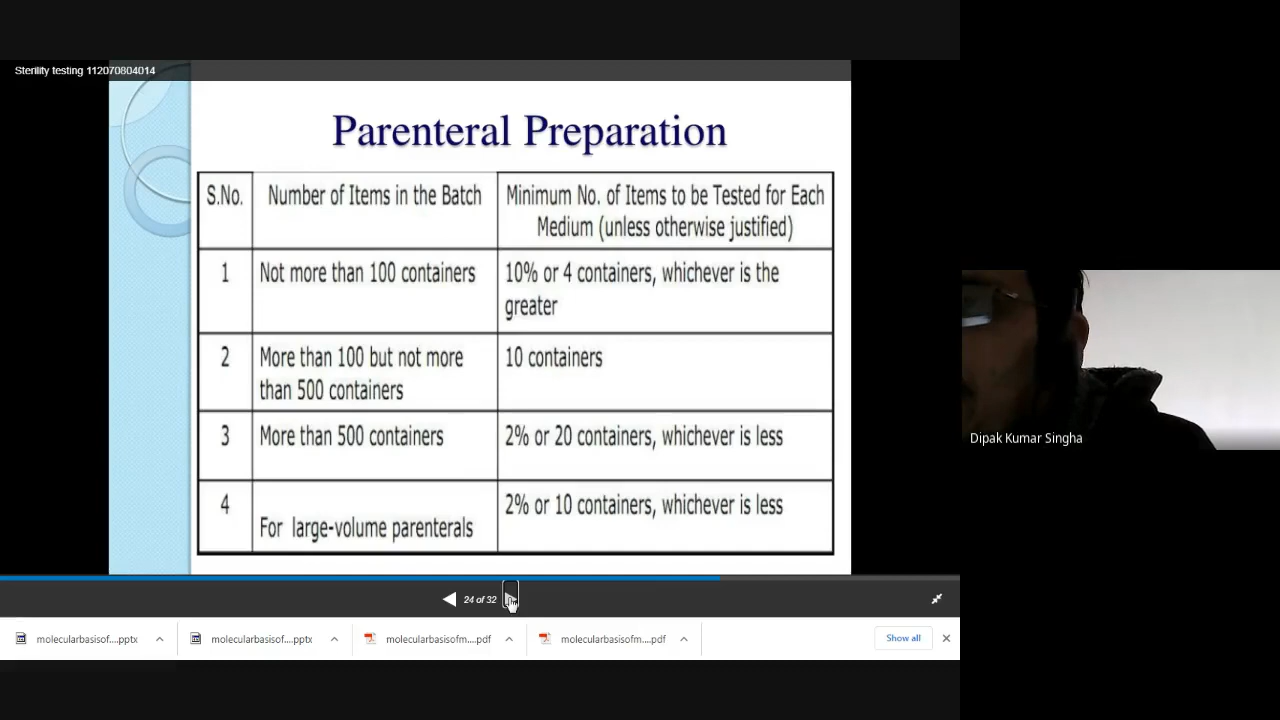 Sterility testing 112070804014
Parenteral Preparation
S.No.
Number of Items in the Batch
Minimum No. of Items to be Tested for Each
Medium (unless otherwise justified)
1
Not more than 100 containers
10% or 4 containers, whichever is the
greater
2
More than 100 but not more
than 500 containers
10 containers
3
More than 500 containers
2% or 20 containers, whichever is less
4
For large-volume parenterals
2% or 10 containers, whichever is less
Dipak Kumar Singha
24 of 32
molecularbasisof....pptx
molecularbasisof....pptx
molecularbasisofm....pdf
molecularbasisofm....pdf
Show all